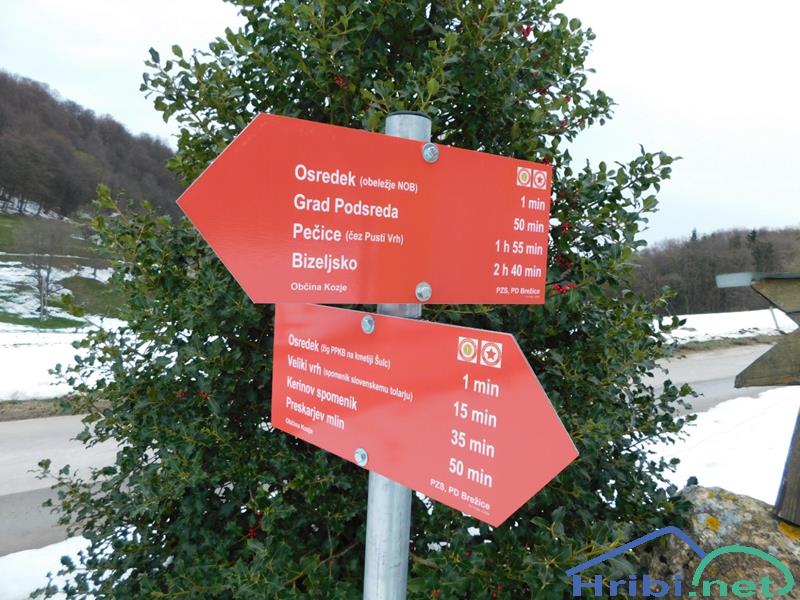 Osredek (obeležje NOB) 1 min
Grad Podsreda 50 min
Pečice (čez Pusti Vrh) 1 h 55 min
Bizeljsko 2 h 40 min
Občina Kozje PZS, PD Brežice
Osredek (žig PPKB na kmetiji Šulc) 1 min
Veliki vrh (spomenik slovenskemu tolarju) 15 min
Kerinov spomenik 35 min
Preskarjev mlin 50 min
Občina Kozje PZS, PD Brežice
Hribi.net